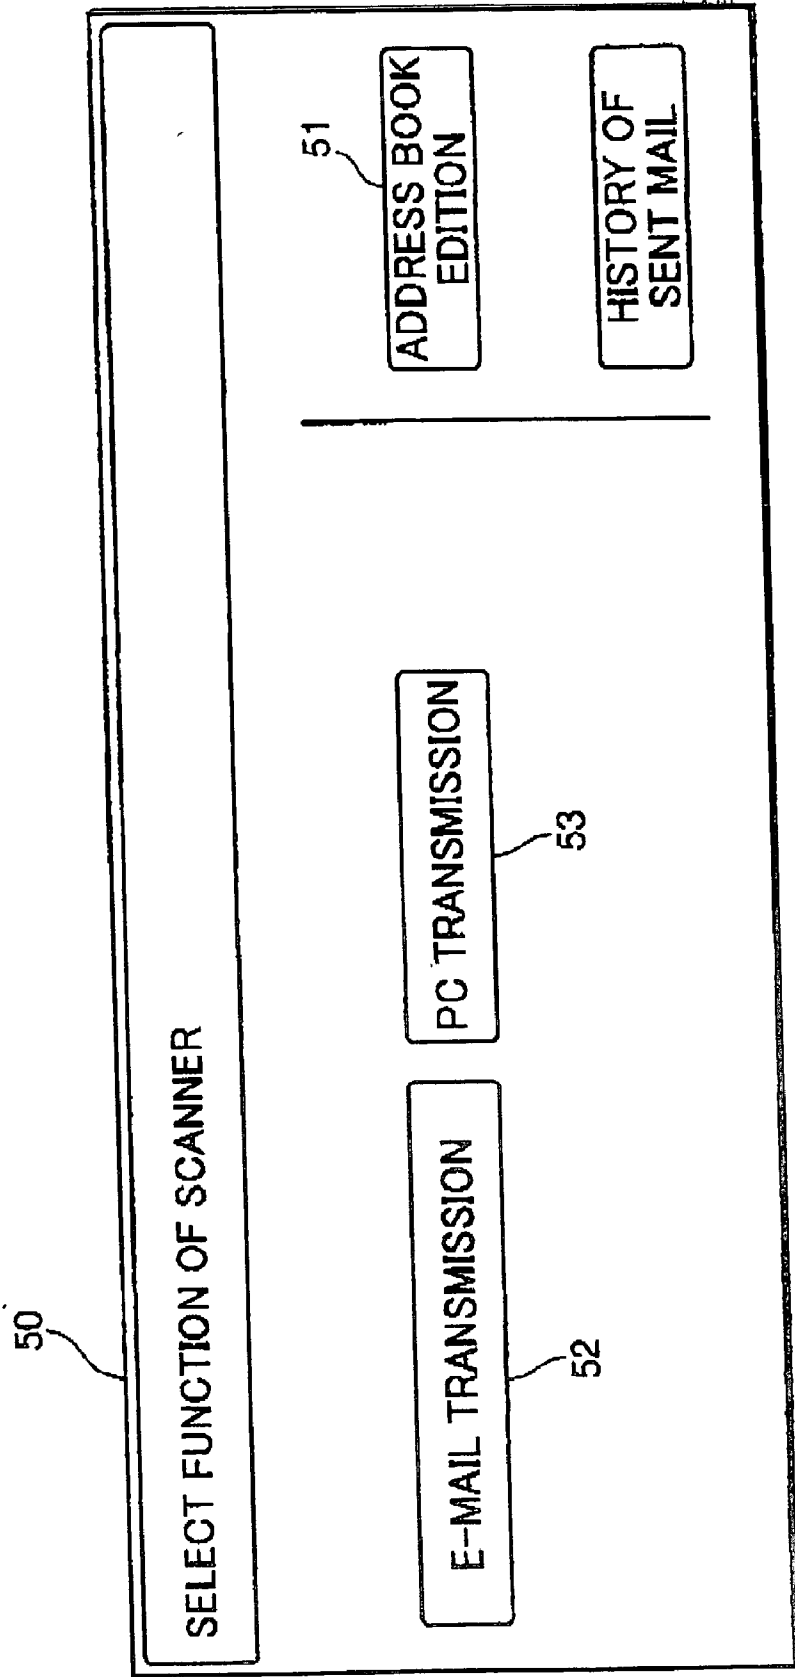 50
SELECT FUNCTION OF SCANNER
51
ADDRESS BOOK
EDITION
E-MAIL TRANSMISSION
52
PC TRANSMISSION
53
HISTORY OF
SENT MAIL